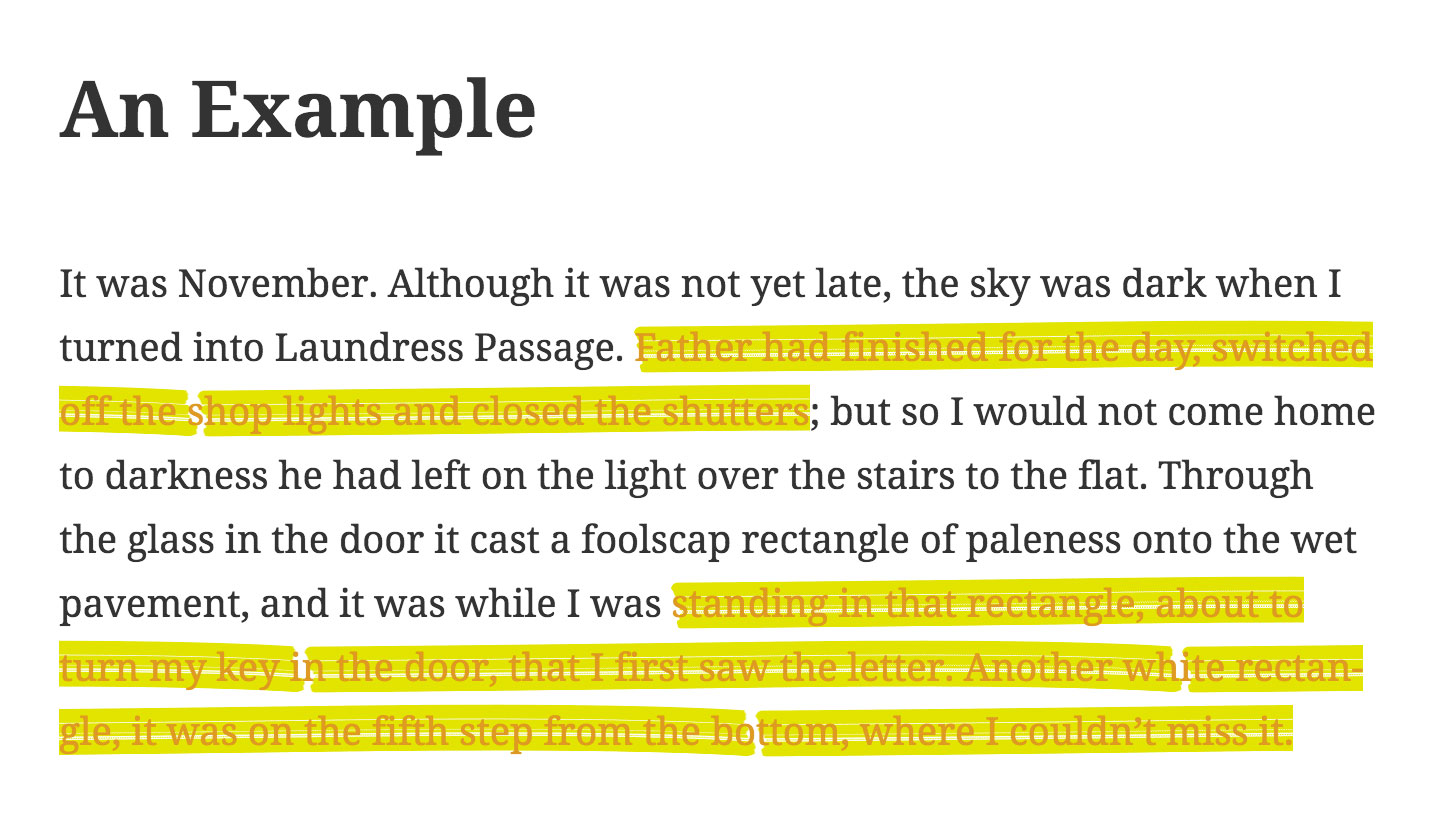 An Example
It was November. Although it was not yet late, the sky was dark when I
turned into Laundress Passage. Father had finished for the day, switched
off the shop lights and closed the shutters; but so I would not come home
to darkness he had left on the light over the stairs to the flat. Through
the glass in the door it cast a foolscap rectangle of paleness onto the wet
pavement, and it was while I was standing in that rectangle, about to
turn my key in the door, that I first saw the letter. Another white rectan-
gle, it was on the fifth step from the bottom, where I couldn’t miss it.